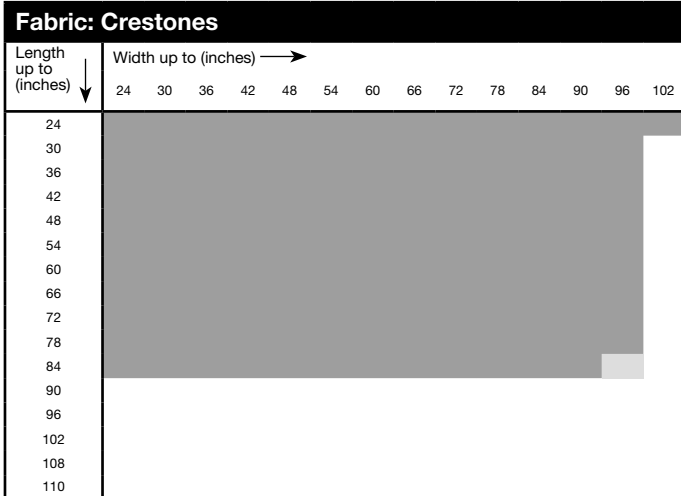 Fabric: Crestones
Length
up to
(inches)
Width up to (inches)
24 30 36 42 48 54 60 66 72 78 84 90 96 102
24
30
36
42
48
54
60
66
72
78
84
90
96
102
108
110